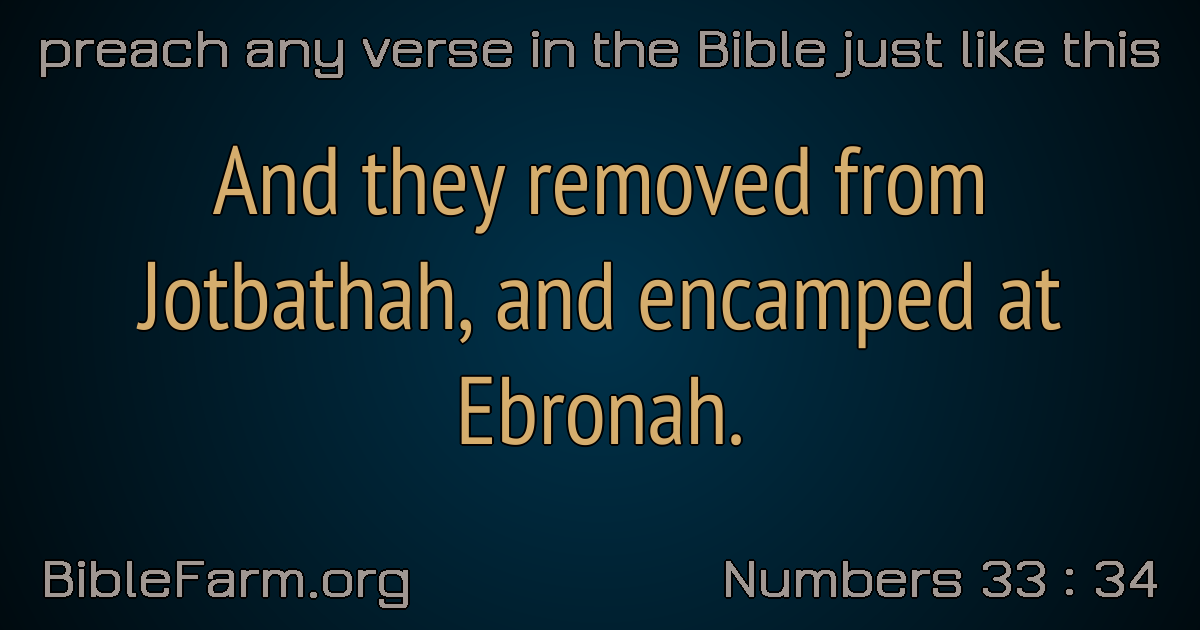 preach any verse in the Bible just like this
And they removed from
Jotbathah, and encamped at
Ebronah.
BibleFarm.org
Numbers 33 : 34